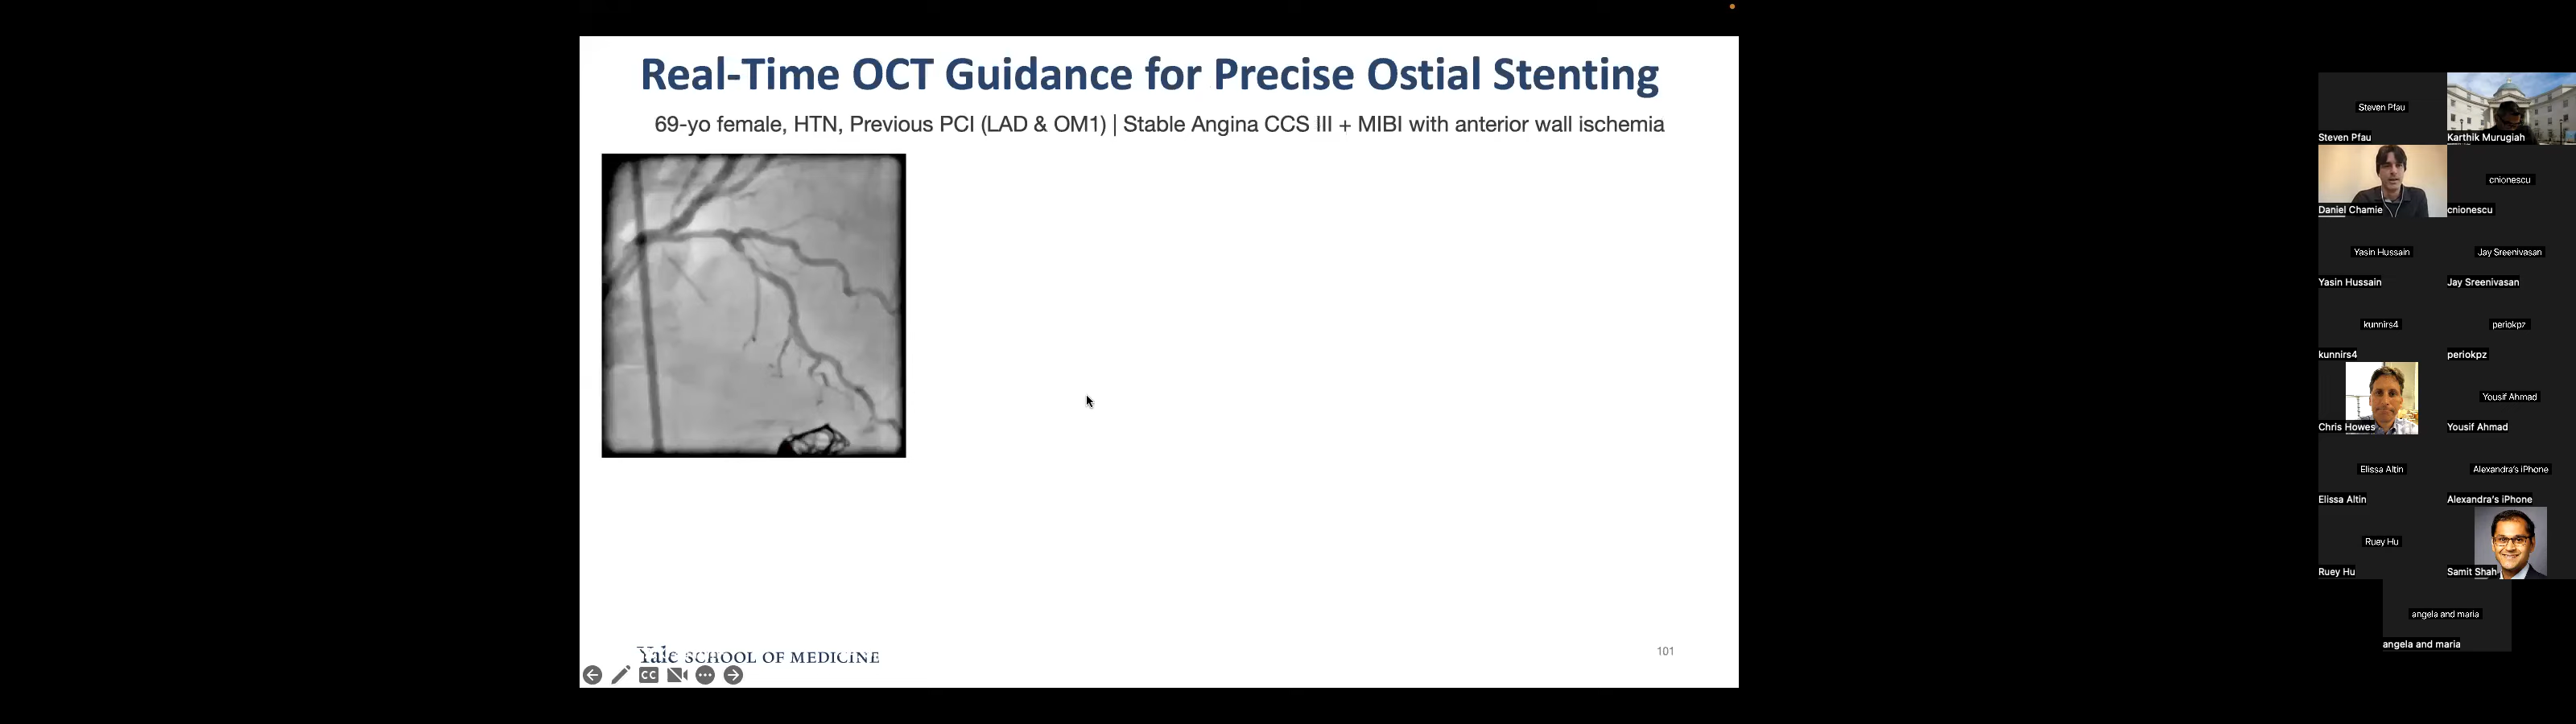 Real-Time OCT Guidance for Precise Ostial Stenting
69-yo female, HTN, Previous PCI (LAD & OM1) | Stable Angina CCS III + MIBI with anterior wall ischemia
Yale SCHOOL OF MEDICINE
101
CC
Steven Pfau
Steven Pfau
Karthik Murugiah
Daniel Chamie
cnionescu
cnionescu
Yasin Hussain
Yasin Hussain
Jay Sreenivasan
Jay Sreenivasan
kunnirs4
kunnirs4
periokpz
periokpz
Chris Howes
Yousif Ahmad
Yousif Ahmad
Elissa Altin
Elissa Altin
Alexandra's iPhone
Alexandra's iPhone
Ruey Hu
Ruey Hu
Samit Shah
angela and maria
angela and maria